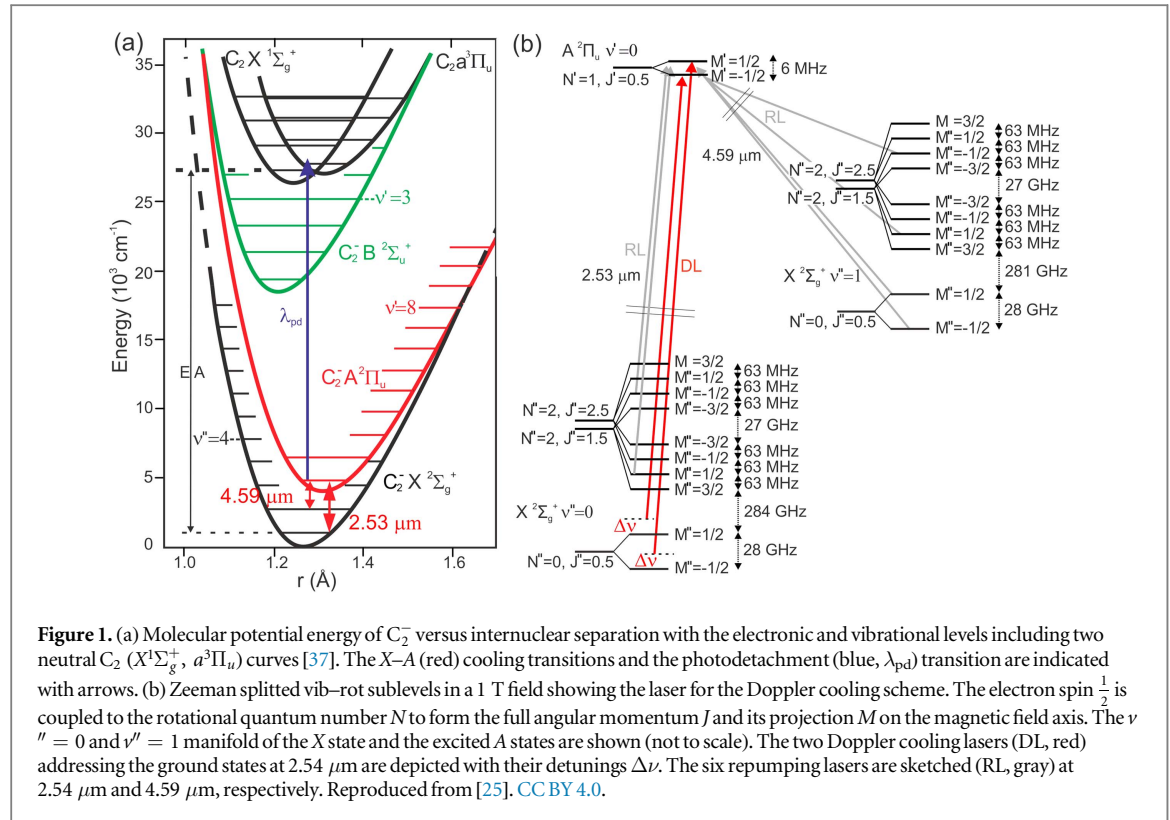 (a)
C₂ X ¹Σg⁺
C₂a³Πu
35
30
25
20
15
10
5
0
Energy (10³ cm⁻¹)
EA
ν'=3
C₂⁻B ²Σu⁺
λpd
ν'=8
C₂⁻A²Πu
ν''=4
C₂⁻X ²Σg⁺
4.59 μm
2.53 μm
1.0 1.2 1.4 1.6
r (Å)
(b)
A ²Πu ν'=0
N'=1, J'=0.5
M'=1/2
M'=-1/2
6 MHz
RL
4.59 μm
RL
2.53 μm
DL
M =3/2
M''=1/2
M''=-1/2
M''=-3/2
M''=-3/2
M''=-1/2
M''=1/2
M''=3/2
N''=2, J''=2.5
N''=2, J''=1.5
63 MHz
63 MHz
63 MHz
27 GHz
63 MHz
63 MHz
63 MHz
281 GHz
X ²Σg⁺ ν''=1
N''=0, J''=0.5
M''=1/2
M''=-1/2
28 GHz
M =3/2
M''=1/2
M''=-1/2
M''=-3/2
M''=-3/2
M''=-1/2
M''=1/2
M''=3/2
N''=2, J''=2.5
N''=2, J''=1.5
63 MHz
63 MHz
63 MHz
27 GHz
63 MHz
63 MHz
63 MHz
284 GHz
X ²Σg⁺ ν''=0
Δν
Δν
N''=0, J''=0.5
M''=1/2
M''=-1/2
28 GHz
Figure 1. (a) Molecular potential energy of C₂⁻ versus internuclear separation with the electronic and vibrational levels including two
neutral C₂ (X¹Σg⁺, a³Πu) curves [37]. The X–A (red) cooling transitions and the photodetachment (blue, λpd) transition are indicated
with arrows. (b) Zeeman splitted vib–rot sublevels in a 1 T field showing the laser for the Doppler cooling scheme. The electron spin 1/2 is
coupled to the rotational quantum number N to form the full angular momentum J and its projection M on the magnetic field axis. The ν
″ = 0 and ν″ = 1 manifold of the X state and the excited A states are shown (not to scale). The two Doppler cooling lasers (DL, red)
addressing the ground states at 2.54 μm are depicted with their detunings Δν. The six repumping lasers are sketched (RL, gray) at
2.54 μm and 4.59 μm, respectively. Reproduced from [25]. CC BY 4.0.